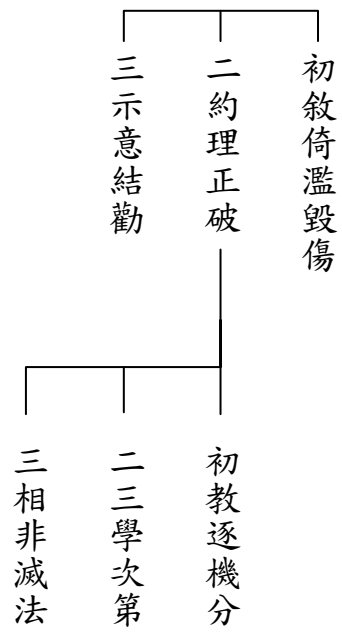 初敘倚濫毀傷
二約理正破
三示意結勸
初教逐機分
二三學次第
三相非滅法